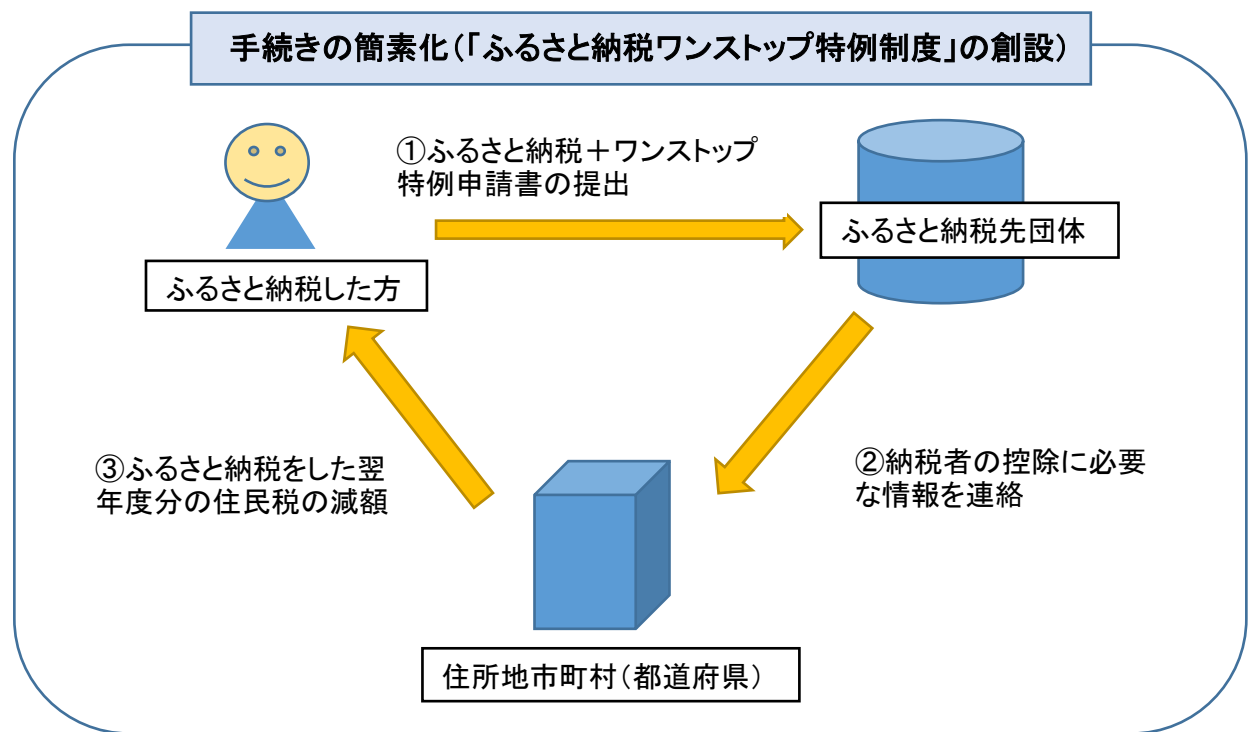 手続きの簡素化(「ふるさと納税ワンストップ特例制度」の創設)
①ふるさと納税+ワンストップ
特例申請書の提出
ふるさと納税先団体
ふるさと納税した方
③ふるさと納税をした翌
年度分の住民税の減額
②納税者の控除に必要
な情報を連絡
住所地市町村(都道府県)